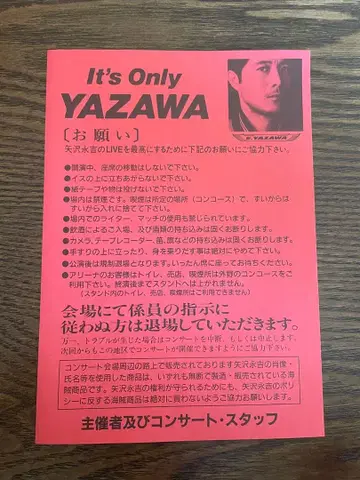 It's Only
YAZAWA
E.YAZAWA
〔お願い〕
矢沢永吉のLIVEを最高にするために下記のお願いにご協力下さい。
●開演中、座席の移動はしないで下さい。
●イスの上に立ちあがらないで下さい。
●紙テープや物は投げないで下さい。
●場内は禁煙です。喫煙は所定の場所(コンコース)で、すいがらは
すいがら入れに捨てて下さい。
●場内でのライター、マッチの使用も禁じられています。
●飲酒によるご入場、及び酒類の持ち込みは固くお断りします。
●カメラ、テープレコーダー、笛、旗などの持ち込みは固くお断りします。
●手すりの上に立ったり、身を乗りだす事は絶対にやめて下さい。
●公演後は規制退場となります。いったん席に座ってお待ちください。
●アリーナのお客様はトイレ、売店、喫煙所は外野のコンコースをご
利用下さい。終演後までスタンドへは上がれません。
(スタンド内のトイレ、売店、喫煙所はご利用できません)
会場にて係員の指示に
従わぬ方は退場していただきます。
万一、トラブルが生じた場合はコンサートを中断、もしくは中止します。
次回からもこの地区でコンサートが開催できますようにご協力下さい。
コンサート会場周辺の路上で販売されております矢沢永吉の肖像・
氏名等を使用した商品は、いずれも無断で製造・販売されている海
賊商品です。矢沢永吉の権利が守られるためにも、矢沢永吉のポリ
シーに反する海賊商品は絶対に買わないようご協力お願いします。
主催者及びコンサート・スタッフ